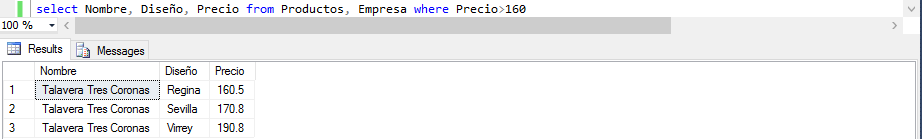 select Nombre, Diseño, Precio from Productos, Empresa where Precio>160
100 %
Results Messages
Nombre Diseño Precio
1 Talavera Tres Coronas Regina 160.5
2 Talavera Tres Coronas Sevilla 170.8
3 Talavera Tres Coronas Virrey 190.8